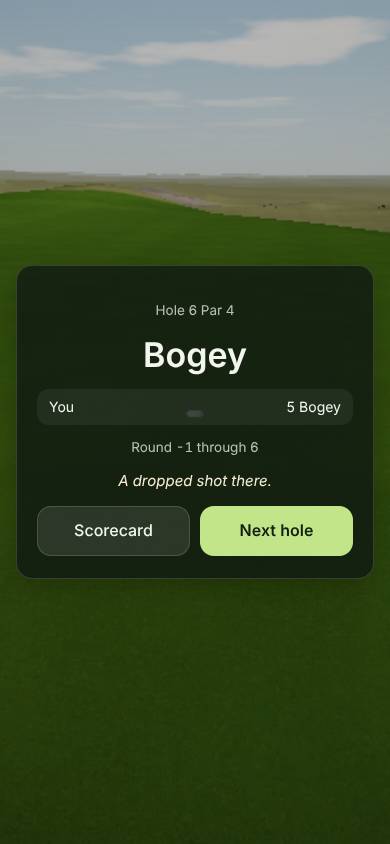 Hole 6 Par 4
Bogey
You 5 Bogey
Round -1 through 6
A dropped shot there.
Scorecard Next hole